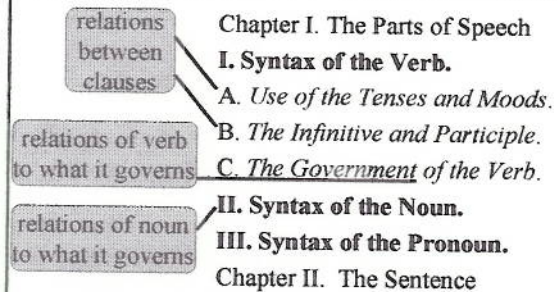 relations
between
clauses
relations of verb
to what it governs
relations of noun
to what it governs
Chapter I. The Parts of Speech
I. Syntax of the Verb.
A. Use of the Tenses and Moods.
B. The Infinitive and Participle.
C. The Government of the Verb.
II. Syntax of the Noun.
III. Syntax of the Pronoun.
Chapter II. The Sentence